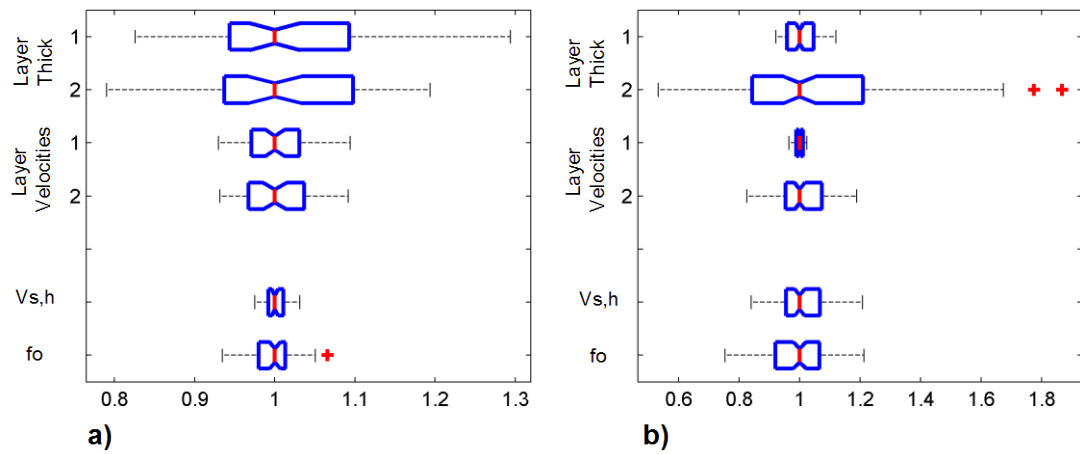 Layer
Thick
1
2
Layer
Velocities
1
2
Vs,h
fo
0.8 0.9 1 1.1 1.2 1.3
a)
Layer
Thick
1
2
Layer
Velocities
1
2
Vs,h
fo
0.6 0.8 1 1.2 1.4 1.6 1.8
b)